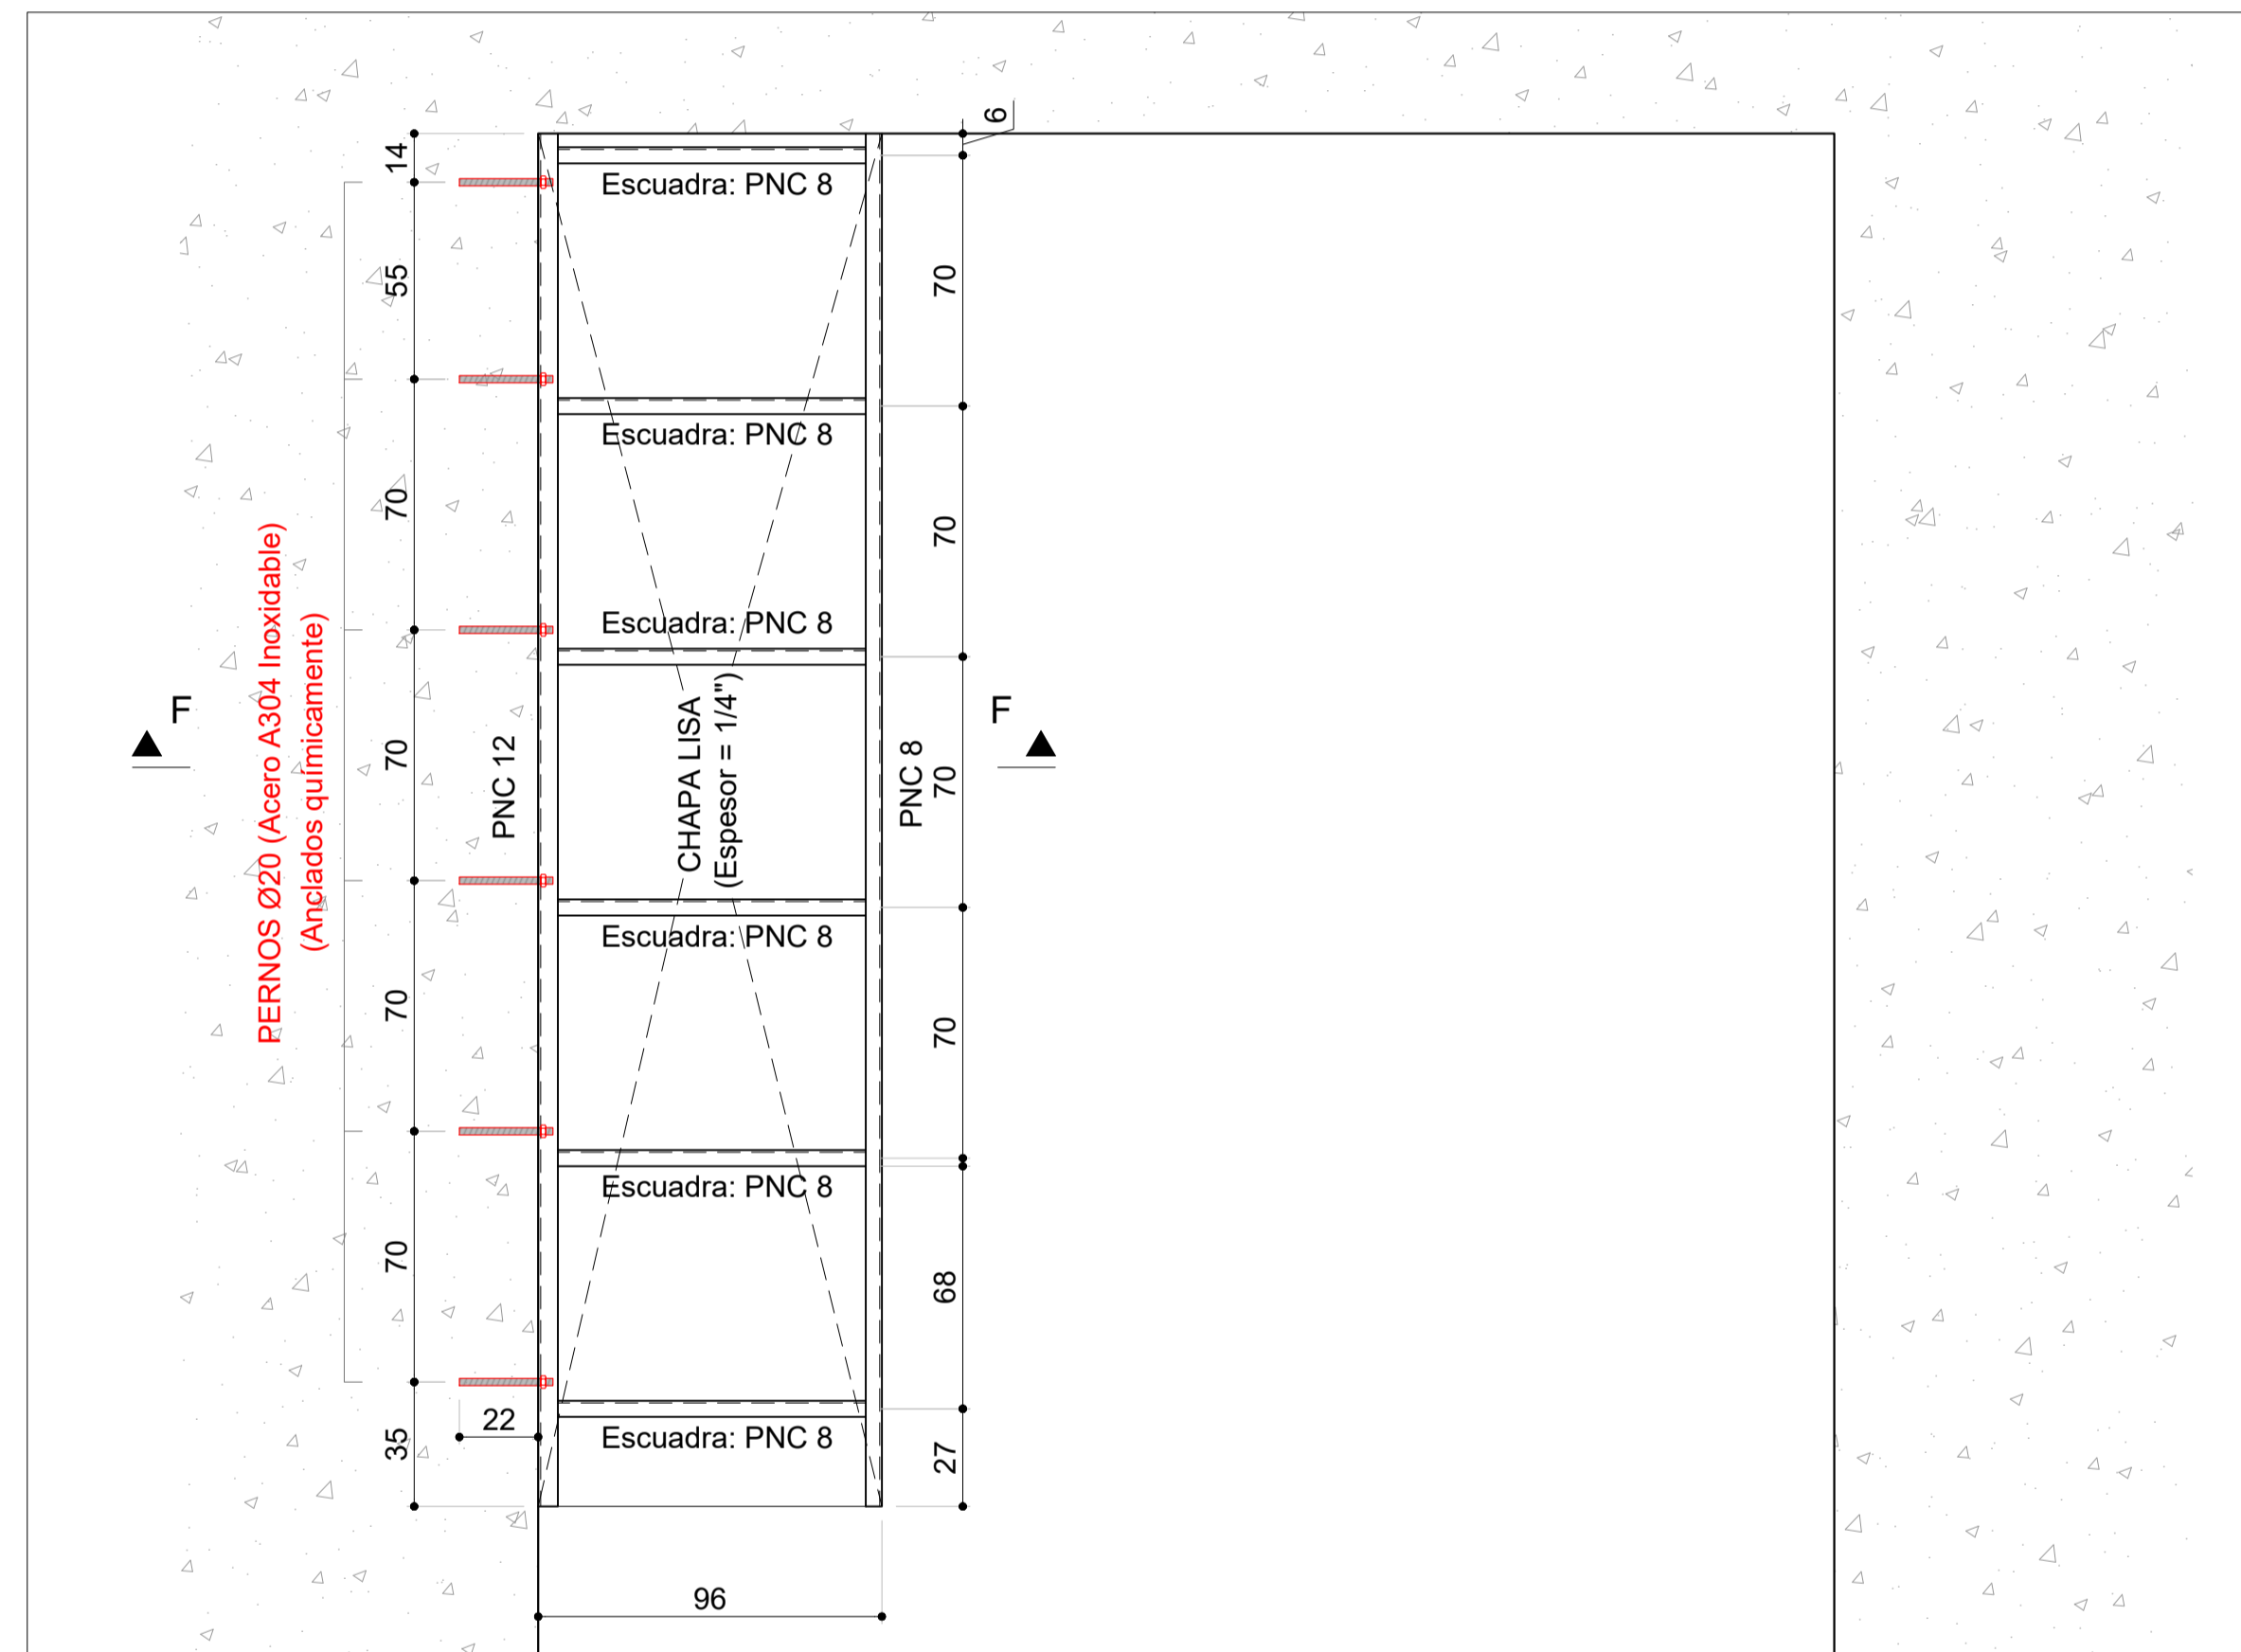 6
14
55
70
70
70
70
35
PERNOS Ø20 (Acero A304 Inoxidable)
(Anclados químicamente)
F
F
PNC 12
Escuadra: PNC 8
Escuadra: PNC 8
Escuadra: PNC 8
CHAPA LISA
(Espesor = 1/4")
Escuadra: PNC 8
Escuadra: PNC 8
Escuadra: PNC 8
PNC 8
70
70
70
70
68
27
22
96